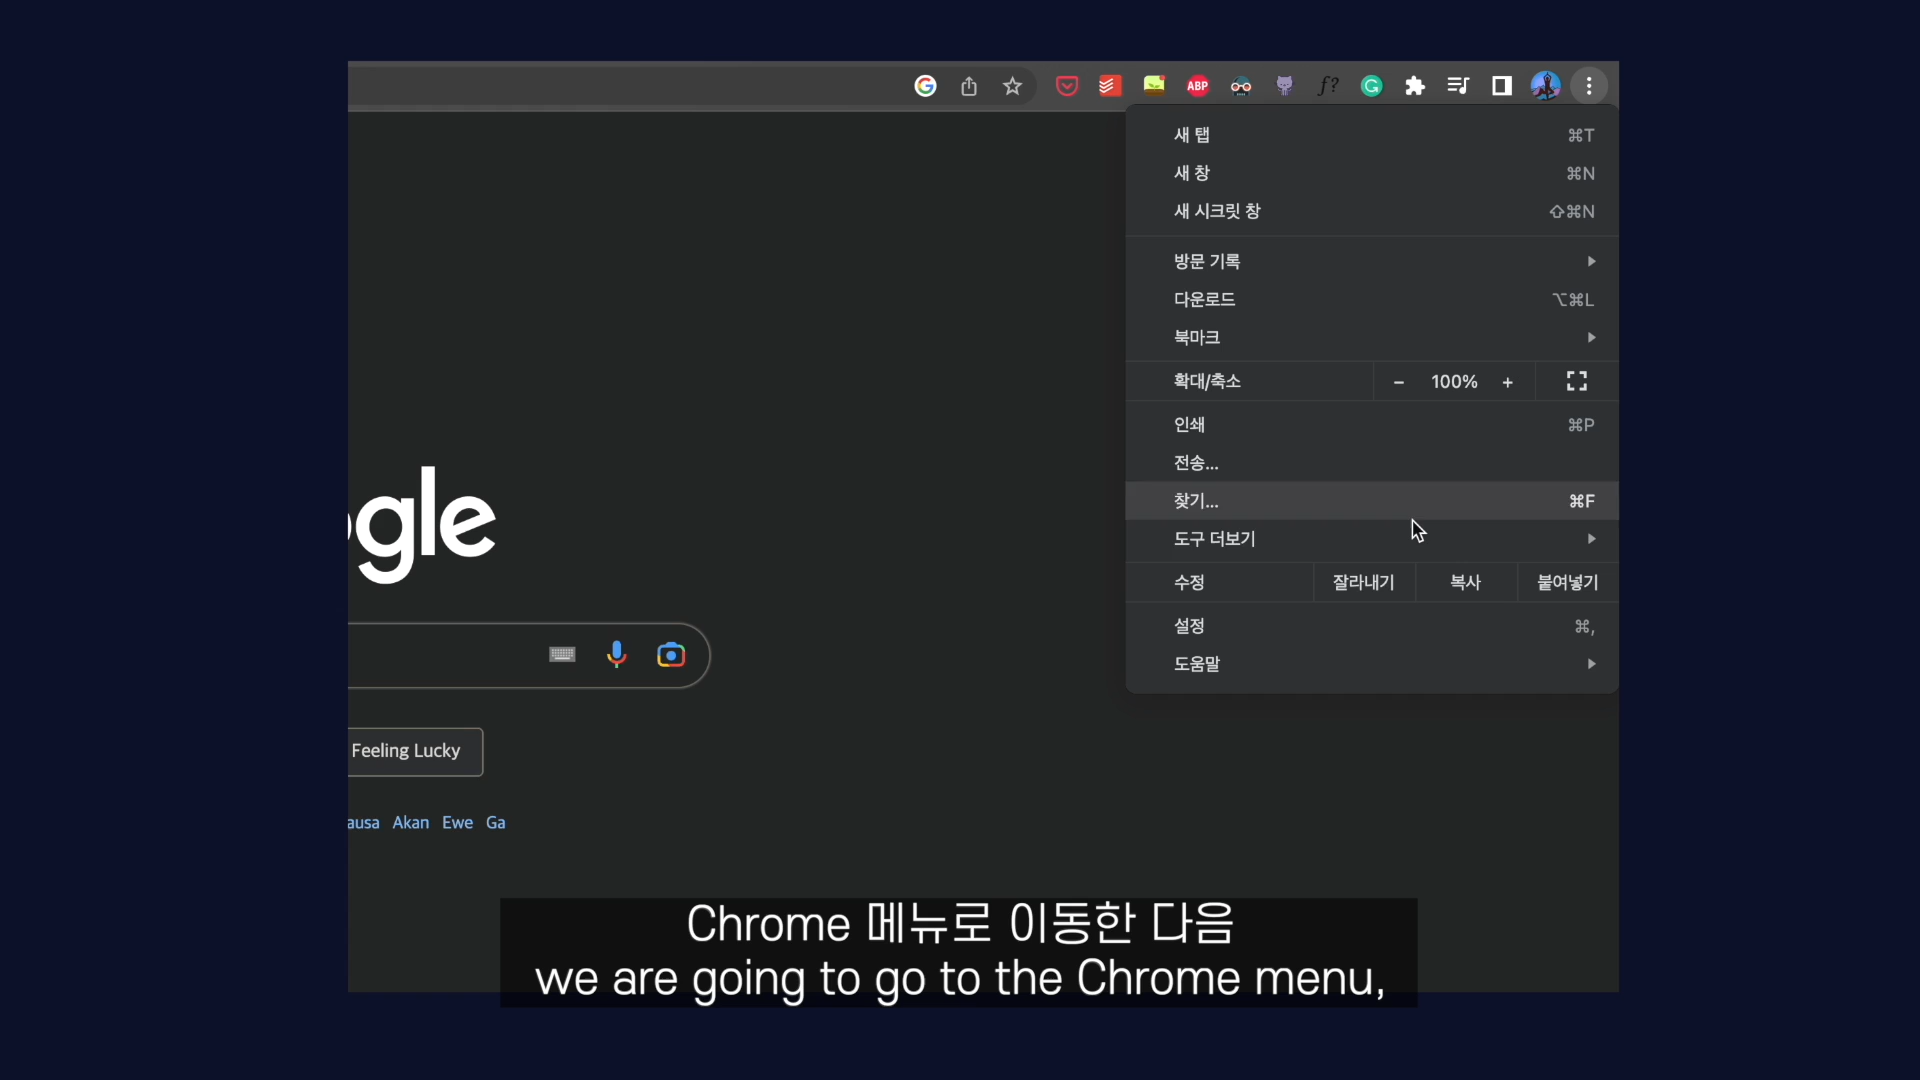 ABP
f?
새 탭 ⌘T
새 창 ⌘N
새 시크릿 창 ⇧⌘N
방문 기록
다운로드 ⌥⌘L
북마크
확대/축소 − 100% +
인쇄 ⌘P
전송...
찾기... ⌘F
도구 더보기
수정 잘라내기 복사 붙여넣기
설정 ⌘,
도움말
ogle
Feeling Lucky
ausa Akan Ewe Ga
Chrome 메뉴로 이동한 다음
we are going to go to the Chrome menu,